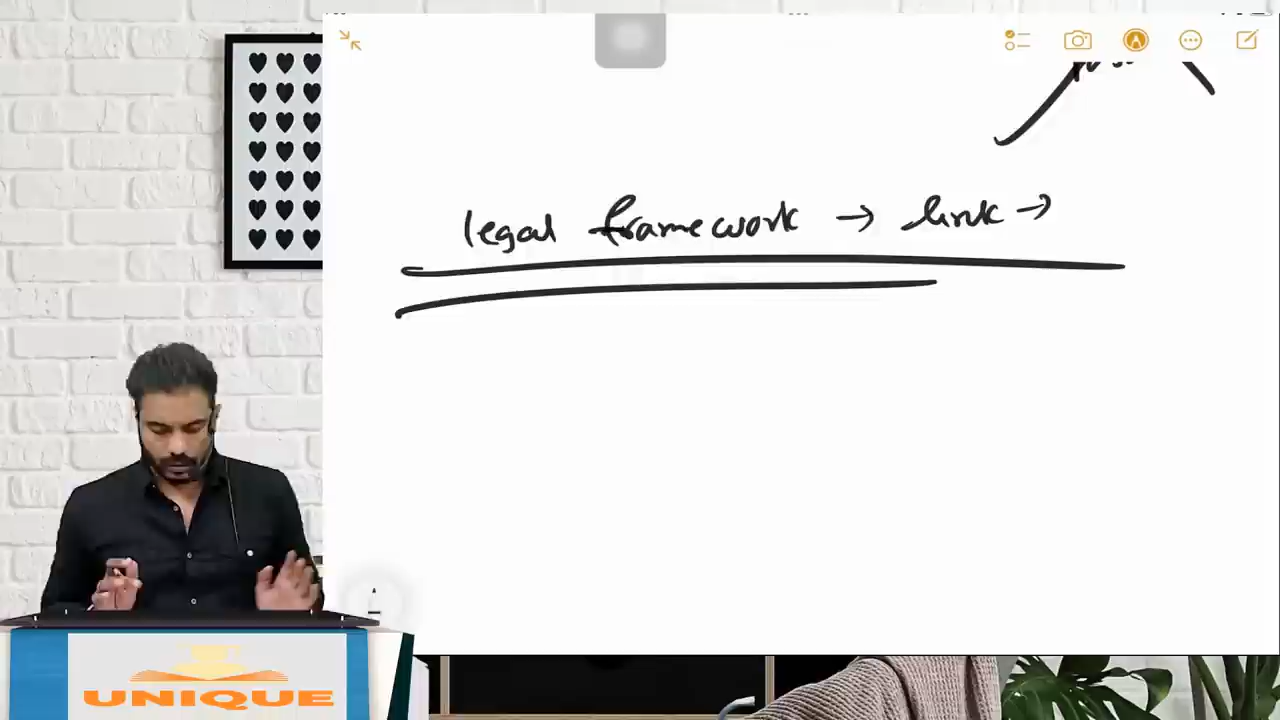 legal framework → link →
UNIQUE